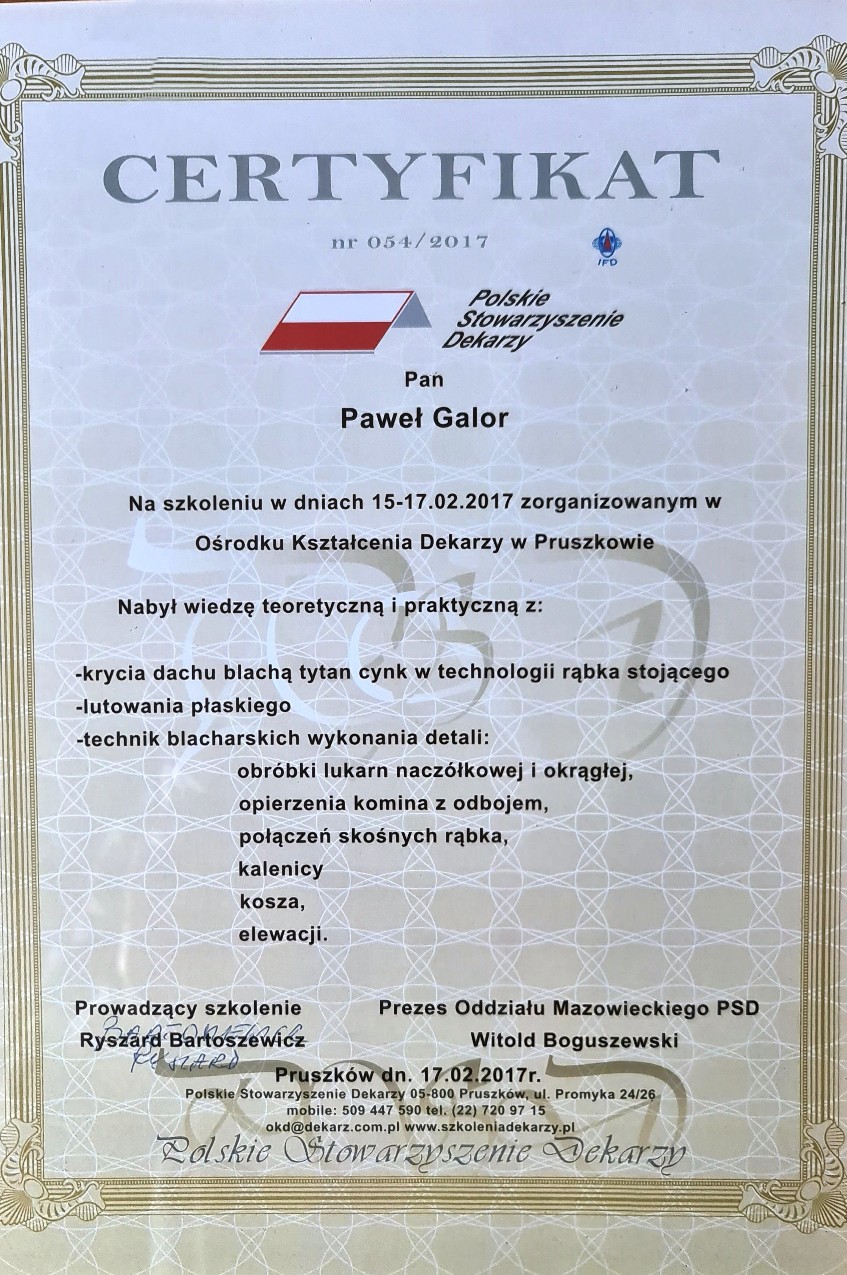 CERTYFIKAT
nr 054/2017
IFD
Polskie
Stowarzyszenie
Dekarzy
Pan
Paweł Galor
Na szkoleniu w dniach 15-17.02.2017 zorganizowanym w
Ośrodku Kształcenia Dekarzy w Pruszkowie
Nabył wiedzę teoretyczną i praktyczną z:
-krycia dachu blachą tytan cynk w technologii rąbka stojącego
-lutowania płaskiego
-technik blacharskich wykonania detali:
obróbki lukarn naczółkowej i okrągłej,
opierzenia komina z odbojem,
połączeń skośnych rąbka,
kalenicy
kosza,
elewacji.
Prowadzący szkolenie Prezes Oddziału Mazowieckiego PSD
Ryszard Bartoszewicz Witold Boguszewski
RYSZARD
Pruszków dn. 17.02.2017r.
Polskie Stowarzyszenie Dekarzy 05-800 Pruszków, ul. Promyka 24/26
mobile: 509 447 590 tel. (22) 720 97 15
okd@dekarz.com.pl www.szkoleniadekarzy.pl
Polskie Stowarzyszenie Dekarzy